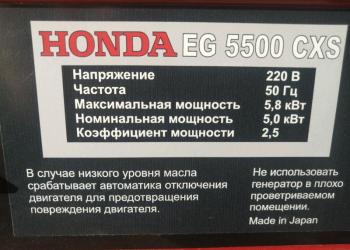 HONDA EG 5500 CXS
Напряжение 220 В
Частота 50 Гц
Максимальная мощность 5,8 кВт
Номинальная мощность 5,0 кВт
Коэффициент мощности 2,5
В случае низкого уровня масла
срабатывает автоматика отключения
двигателя для предотвращения
повреждения двигателя.
Не использовать
генератор в плохо
проветриваемом
помещении.
Made in Japan